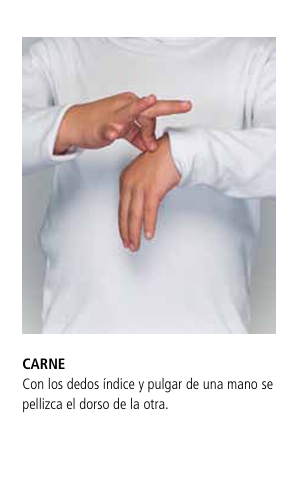 CARNE
Con los dedos índice y pulgar de una mano se
pellizca el dorso de la otra.